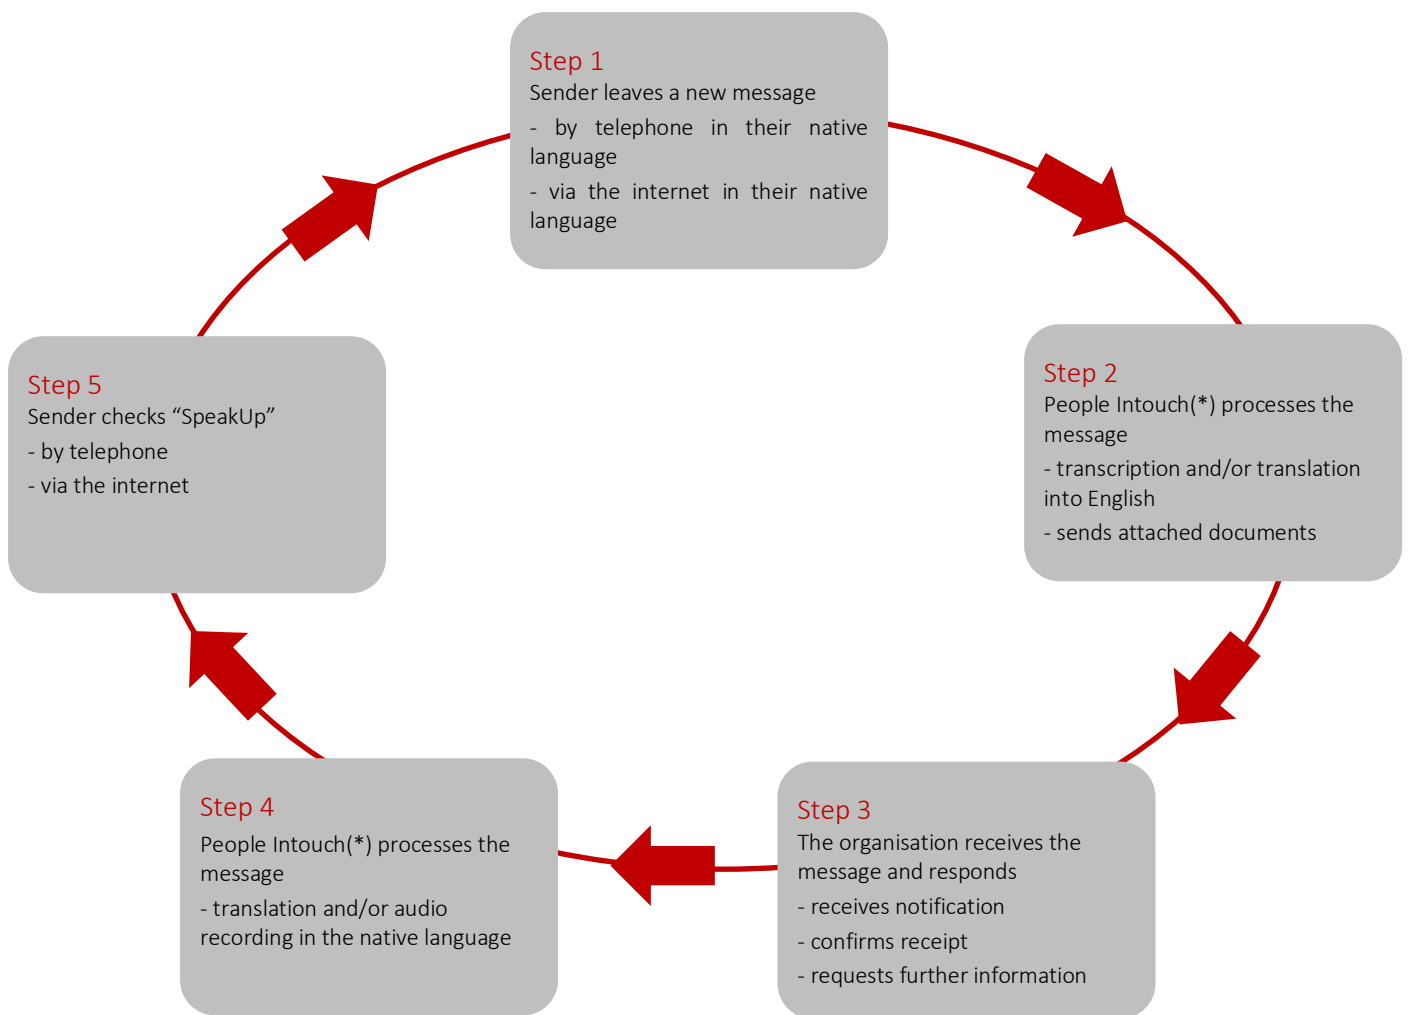 Step 1
Sender leaves a new message
- by telephone in their native
language
- via the internet in their native
language
Step 2
People Intouch(*) processes the
message
- transcription and/or translation
into English
- sends attached documents
Step 3
The organisation receives the
message and responds
- receives notification
- confirms receipt
- requests further information
Step 4
People Intouch(*) processes the
message
- translation and/or audio
recording in the native language
Step 5
Sender checks “SpeakUp”
- by telephone
- via the internet